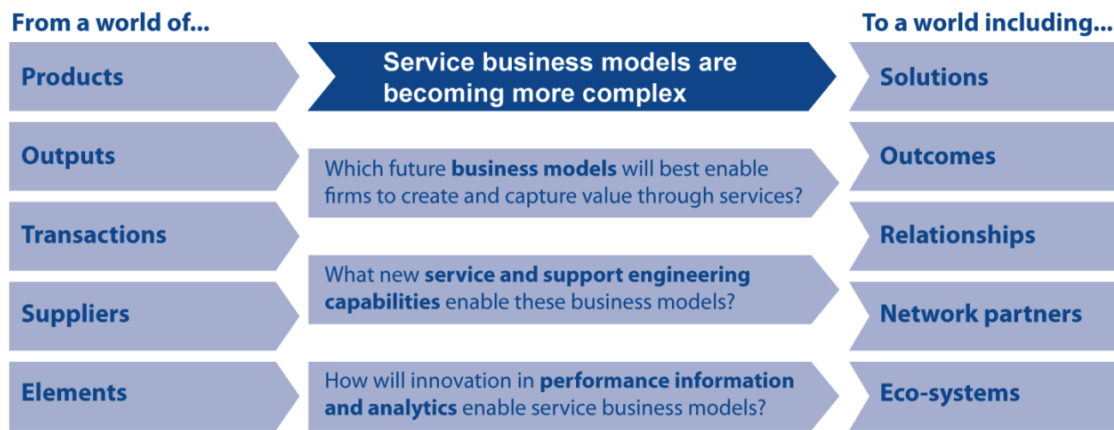 From a world of...
To a world including...
Products
Service business models are
becoming more complex
Solutions
Outputs
Which future business models will best enable
firms to create and capture value through services?
Outcomes
Transactions
Relationships
What new service and support engineering
capabilities enable these business models?
Suppliers
Network partners
Elements
How will innovation in performance information
and analytics enable service business models?
Eco-systems